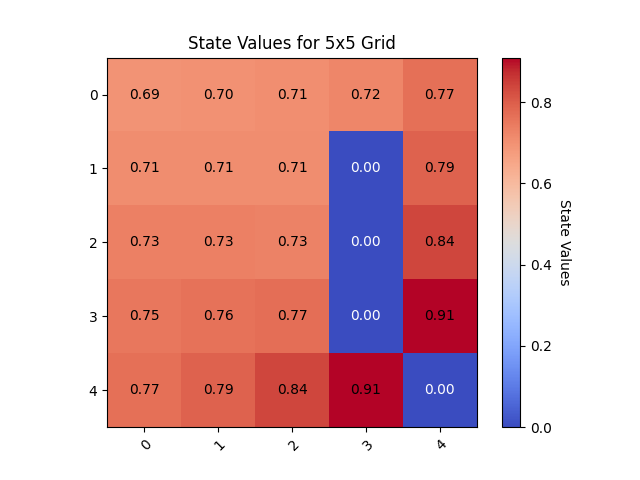 State Values for 5x5 Grid
0 0.69 0.70 0.71 0.72 0.77
1 0.71 0.71 0.71 0.00 0.79
2 0.73 0.73 0.73 0.00 0.84
3 0.75 0.76 0.77 0.00 0.91
4 0.77 0.79 0.84 0.91 0.00
0 1 2 3 4
0.8
0.6
0.4
0.2
0.0
State Values